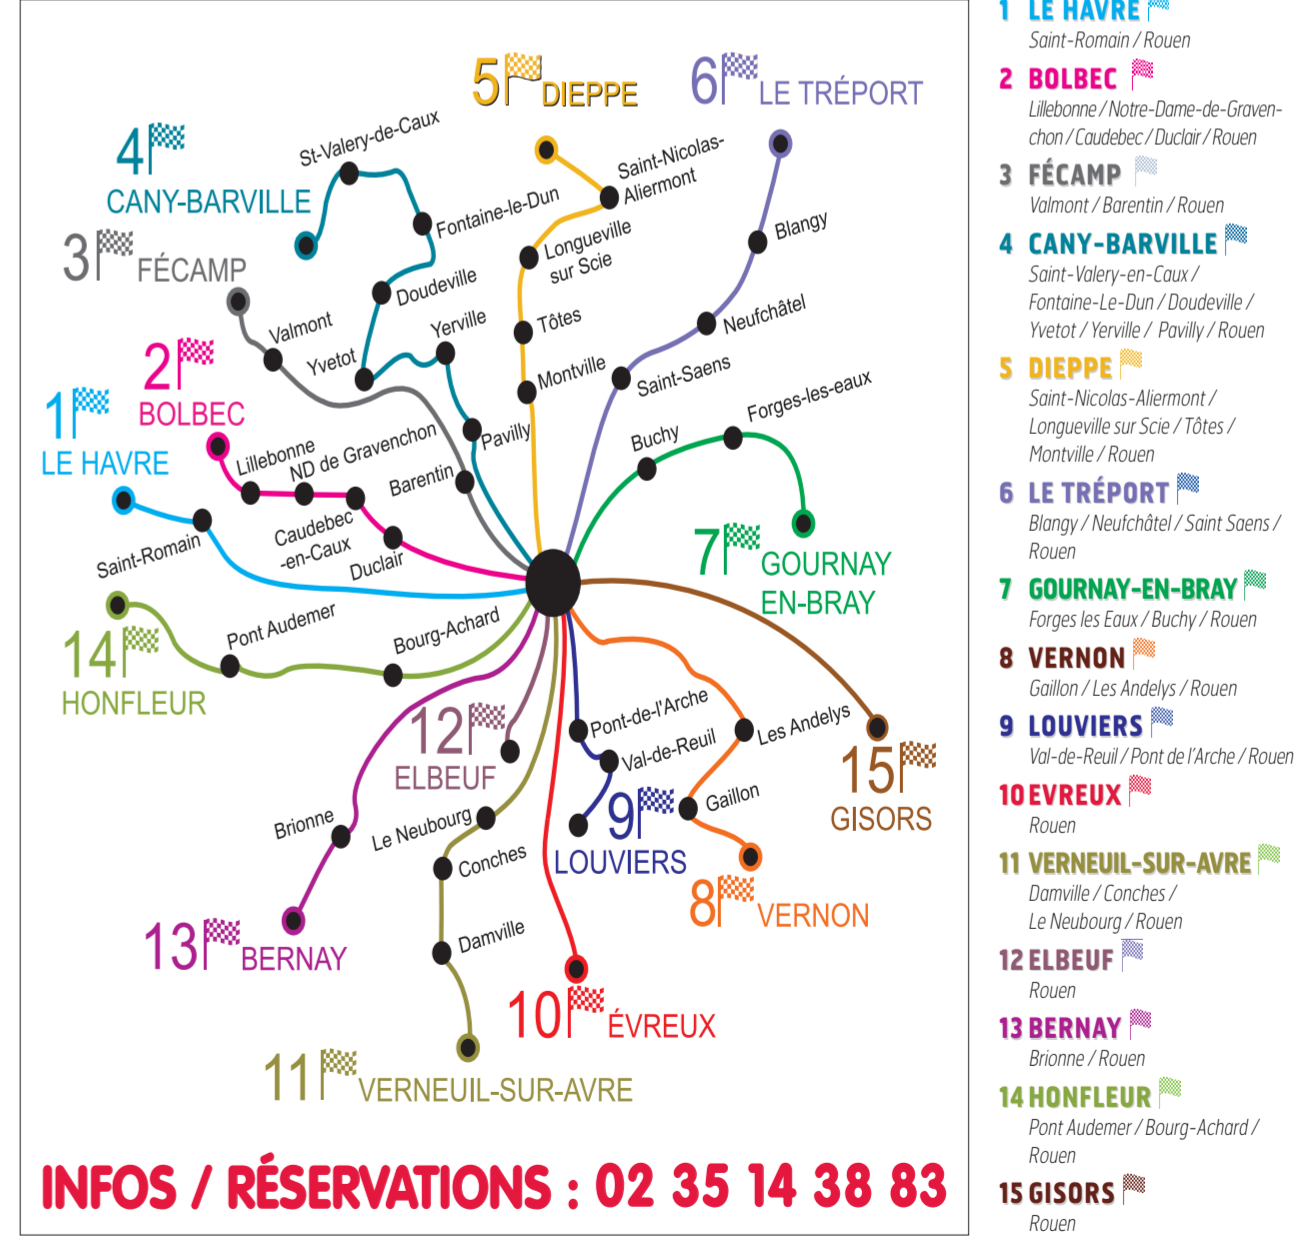 5 DIEPPE
6 LE TRÉPORT
4
CANY-BARVILLE
St-Valery-de-Caux
Saint-Nicolas-
Aliermont
Fontaine-le-Dun
Blangy
3 FÉCAMP
Longueville
sur Scie
Doudeville
Valmont
Yerville
Tôtes
Neufchâtel
Yvetot
2
BOLBEC
Montville
Saint-Saens
Forges-les-eaux
1
LE HAVRE
Lillebonne
ND de Gravenchon
Pavilly
Buchy
Barentin
Caudebec
-en-Caux
Saint-Romain
Duclair
7 GOURNAY
EN-BRAY
14
HONFLEUR
Pont Audemer
Bourg-Achard
12
ELBEUF
Pont-de-l'Arche
Val-de-Reuil
Les Andelys
15
GISORS
Brionne
Le Neubourg
Conches
9
LOUVIERS
Gaillon
8 VERNON
13 BERNAY
Damville
10 ÉVREUX
11 VERNEUIL-SUR-AVRE
INFOS / RÉSERVATIONS : 02 35 14 38 83
1 LE HAVRE
Saint-Romain / Rouen
2 BOLBEC
Lillebonne / Notre-Dame-de-Graven-
chon / Caudebec / Duclair / Rouen
3 FÉCAMP
Valmont / Barentin / Rouen
4 CANY-BARVILLE
Saint-Valery-en-Caux /
Fontaine-Le-Dun / Doudeville /
Yvetot / Yerville / Pavilly / Rouen
5 DIEPPE
Saint-Nicolas-Aliermont /
Longueville sur Scie / Tôtes /
Montville / Rouen
6 LE TRÉPORT
Blangy / Neufchâtel / Saint Saens /
Rouen
7 GOURNAY-EN-BRAY
Forges les Eaux / Buchy / Rouen
8 VERNON
Gaillon / Les Andelys / Rouen
9 LOUVIERS
Val-de-Reuil / Pont de l'Arche / Rouen
10 EVREUX
Rouen
11 VERNEUIL-SUR-AVRE
Damville / Conches /
Le Neubourg / Rouen
12 ELBEUF
Rouen
13 BERNAY
Brionne / Rouen
14 HONFLEUR
Pont Audemer / Bourg-Achard /
Rouen
15 GISORS
Rouen